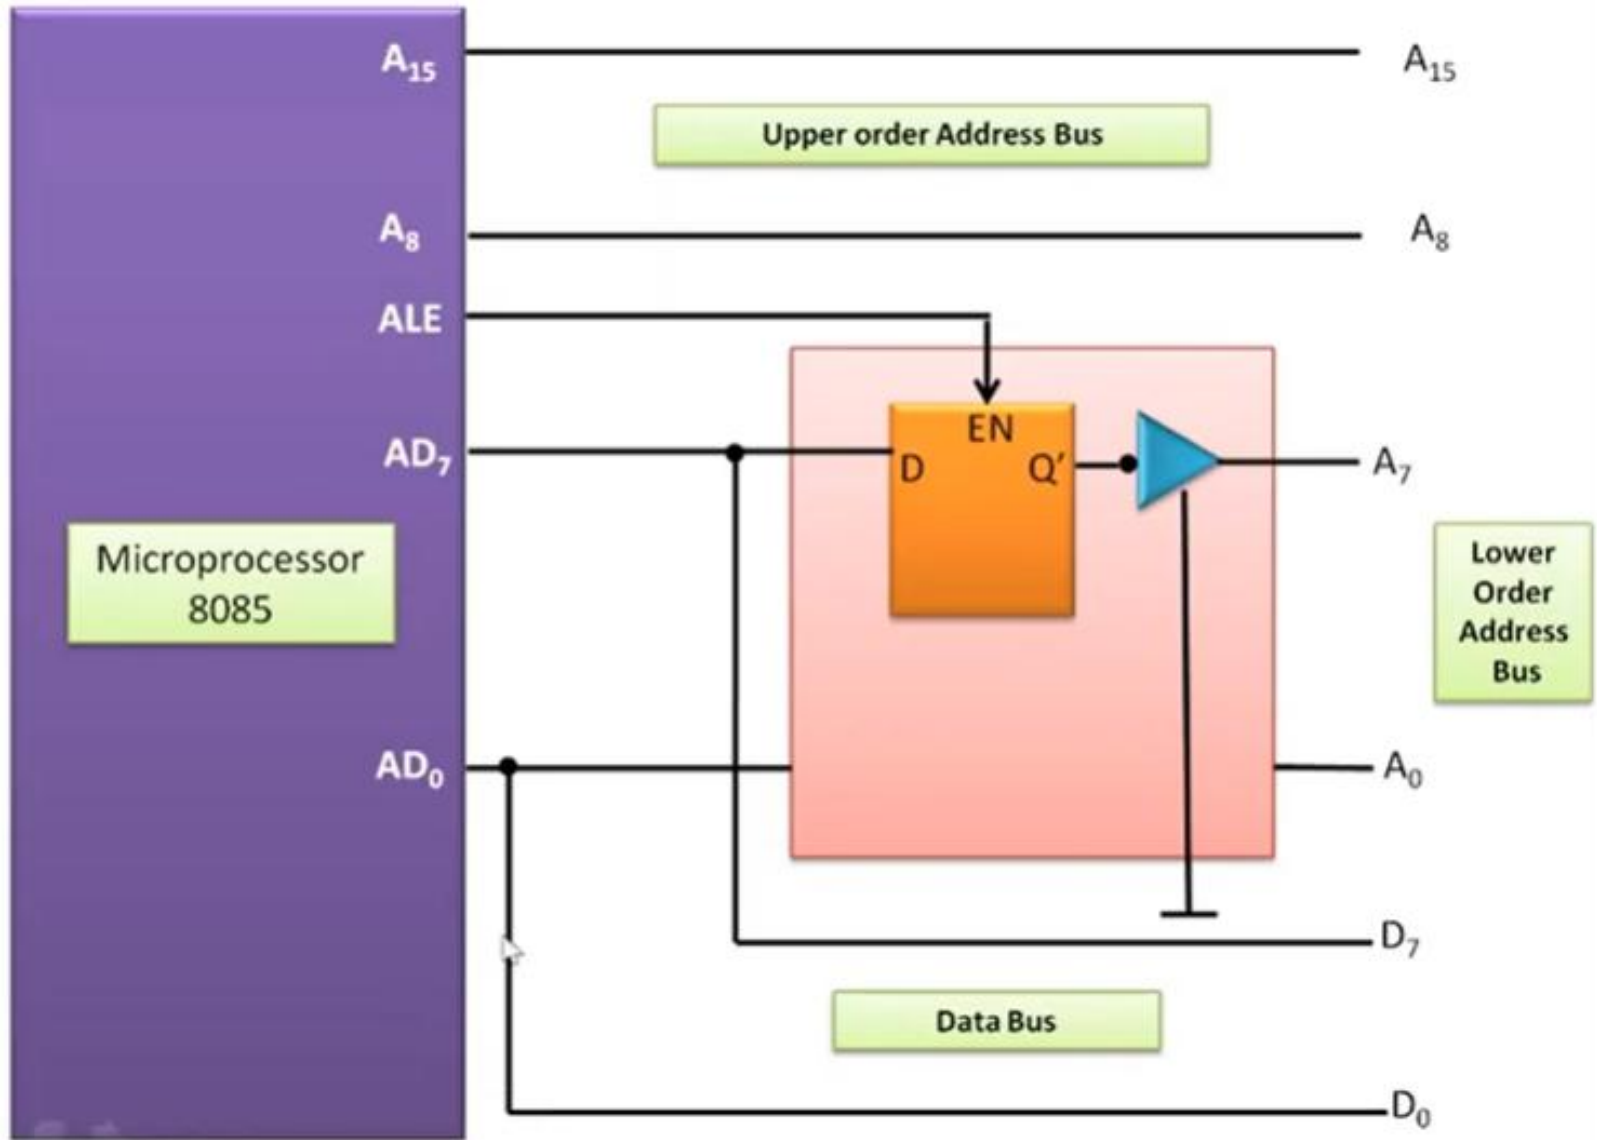 A₁₅
A₁₅
Upper order Address Bus
A₈
A₈
ALE
EN
AD₇
D
Q’
A₇
Microprocessor
8085
Lower
Order
Address
Bus
AD₀
A₀
D₇
Data Bus
D₀